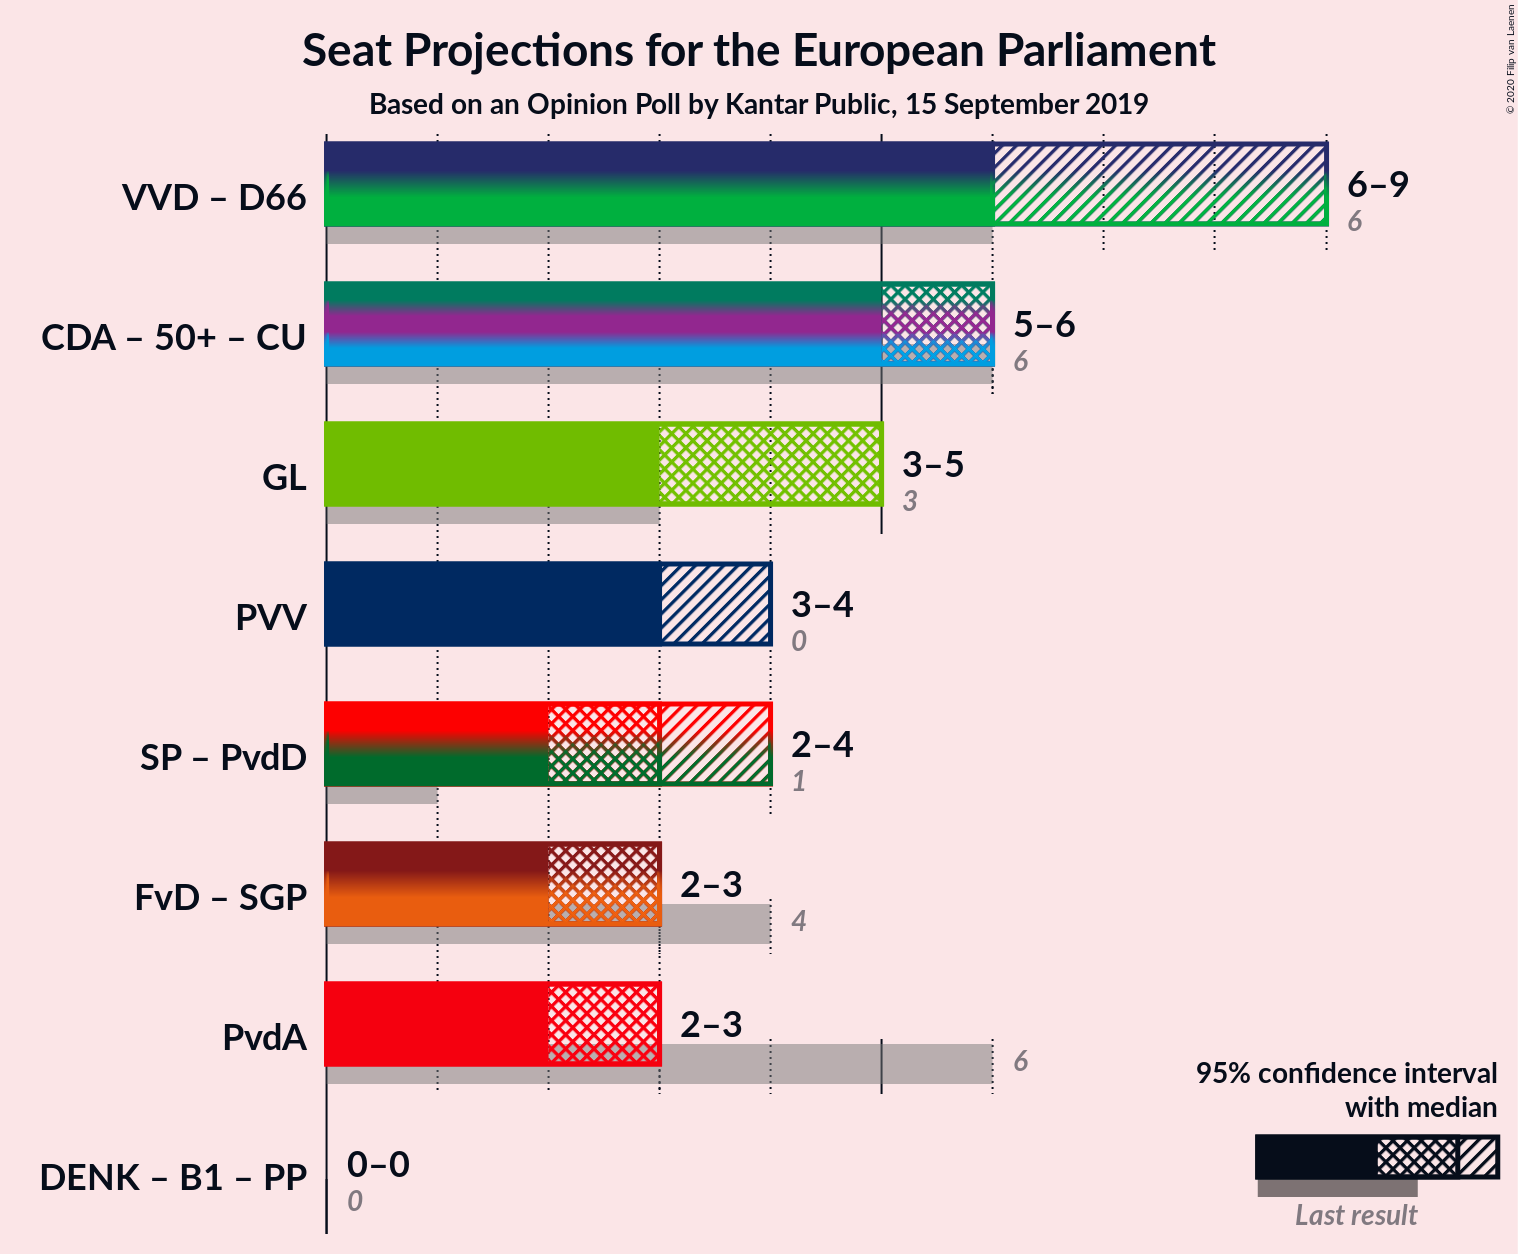 Seat Projections for the European Parliament
Based on an Opinion Poll by Kantar Public, 15 September 2019
© 2020 Filip van Laenen
VVD – D66
6–9
6
CDA – 50+ – CU
5–6
6
GL
3–5
3
PVV
3–4
0
SP – PvdD
2–4
1
FvD – SGP
2–3
4
PvdA
2–3
6
DENK – B1 – PP
0–0
0
95% confidence interval
with median
Last result